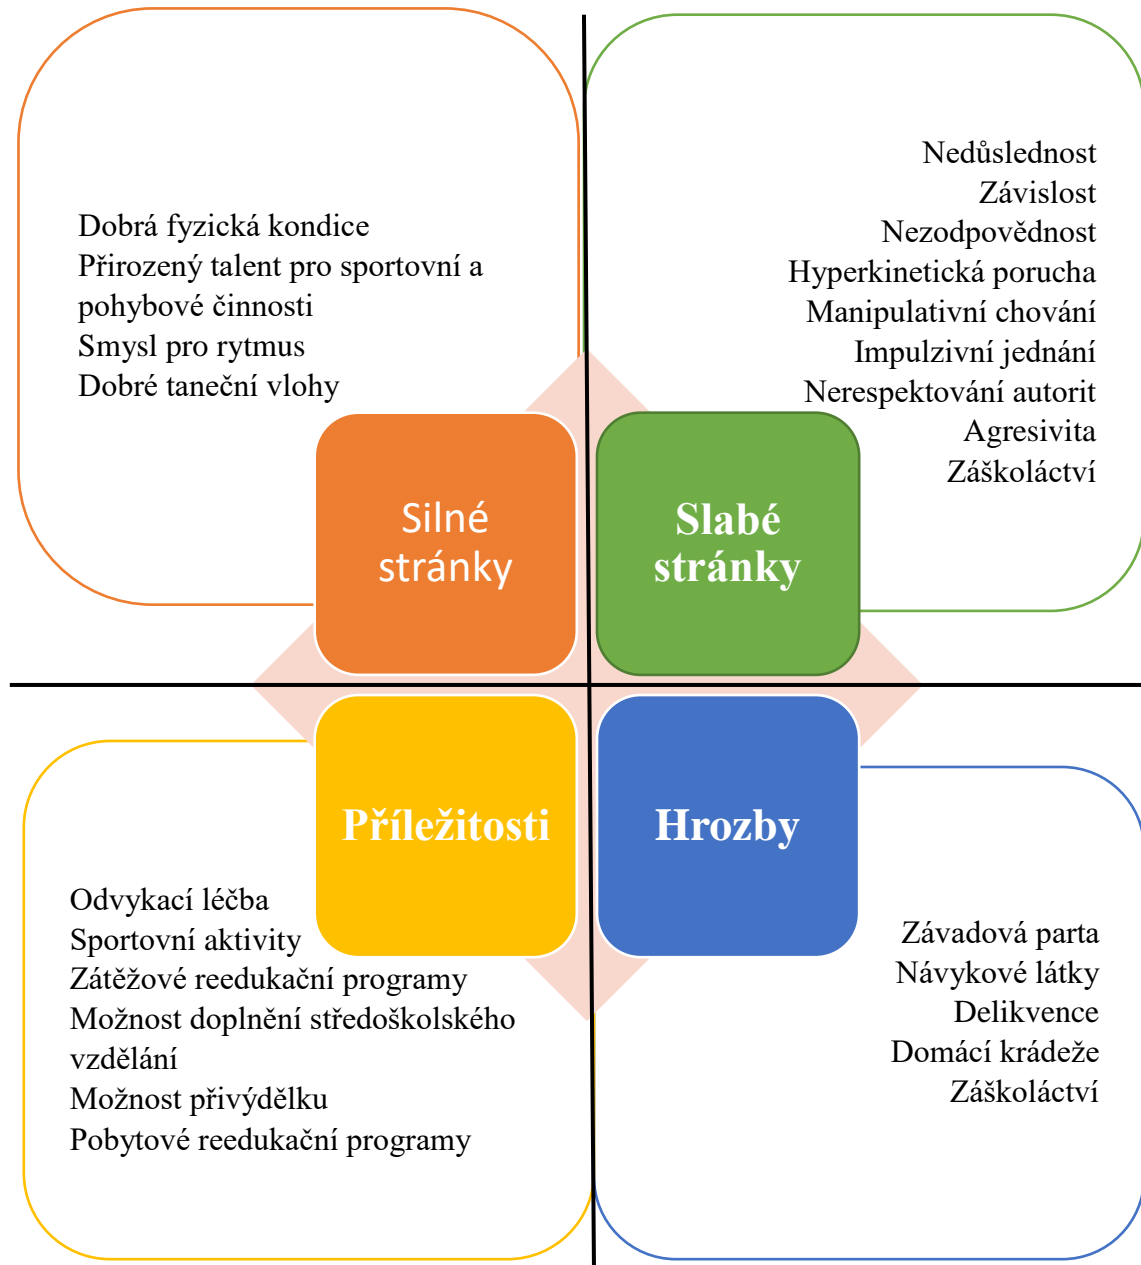 Dobrá fyzická kondice
Přirozený talent pro sportovní a
pohybové činnosti
Smysl pro rytmus
Dobré taneční vlohy
Silné
stránky
Nedůslednost
Závislost
Nezodpovědnost
Hyperkinetická porucha
Manipulativní chování
Impulzivní jednání
Nerespektování autorit
Agresivita
Záškoláctví
Slabé
stránky
Příležitosti
Odvykací léčba
Sportovní aktivity
Zátěžové reedukační programy
Možnost doplnění středoškolského
vzdělání
Možnost přivýdělku
Pobytové reedukační programy
Hrozby
Závadová parta
Návykové látky
Delikvence
Domácí krádeže
Záškoláctví